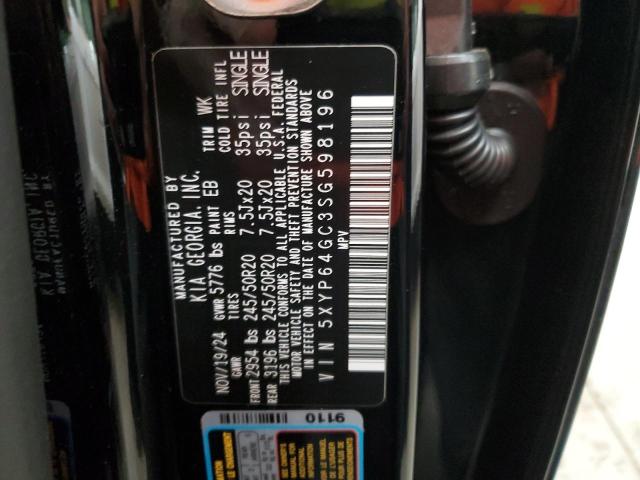 MANUFACTURED BY
KIA GEORGIA, INC.
NOV/19/24 GVWR 5776 lbs PAINT EB TRIM WK
GAWR TIRES RIMS COLD TIRE INFL
FRONT 2954 lbs 245/50R20 7.5Jx20 35psi SINGLE
REAR 3196 lbs 245/50R20 7.5Jx20 35psi SINGLE
THIS VEHICLE CONFORMS TO ALL APPLICABLE U.S.A. FEDERAL
MOTOR VEHICLE SAFETY AND THEFT PREVENTION STANDARDS
IN EFFECT ON THE DATE OF MANUFACTURE SHOWN ABOVE
VIN 5XYP64GC3SG598196
MPV
9110